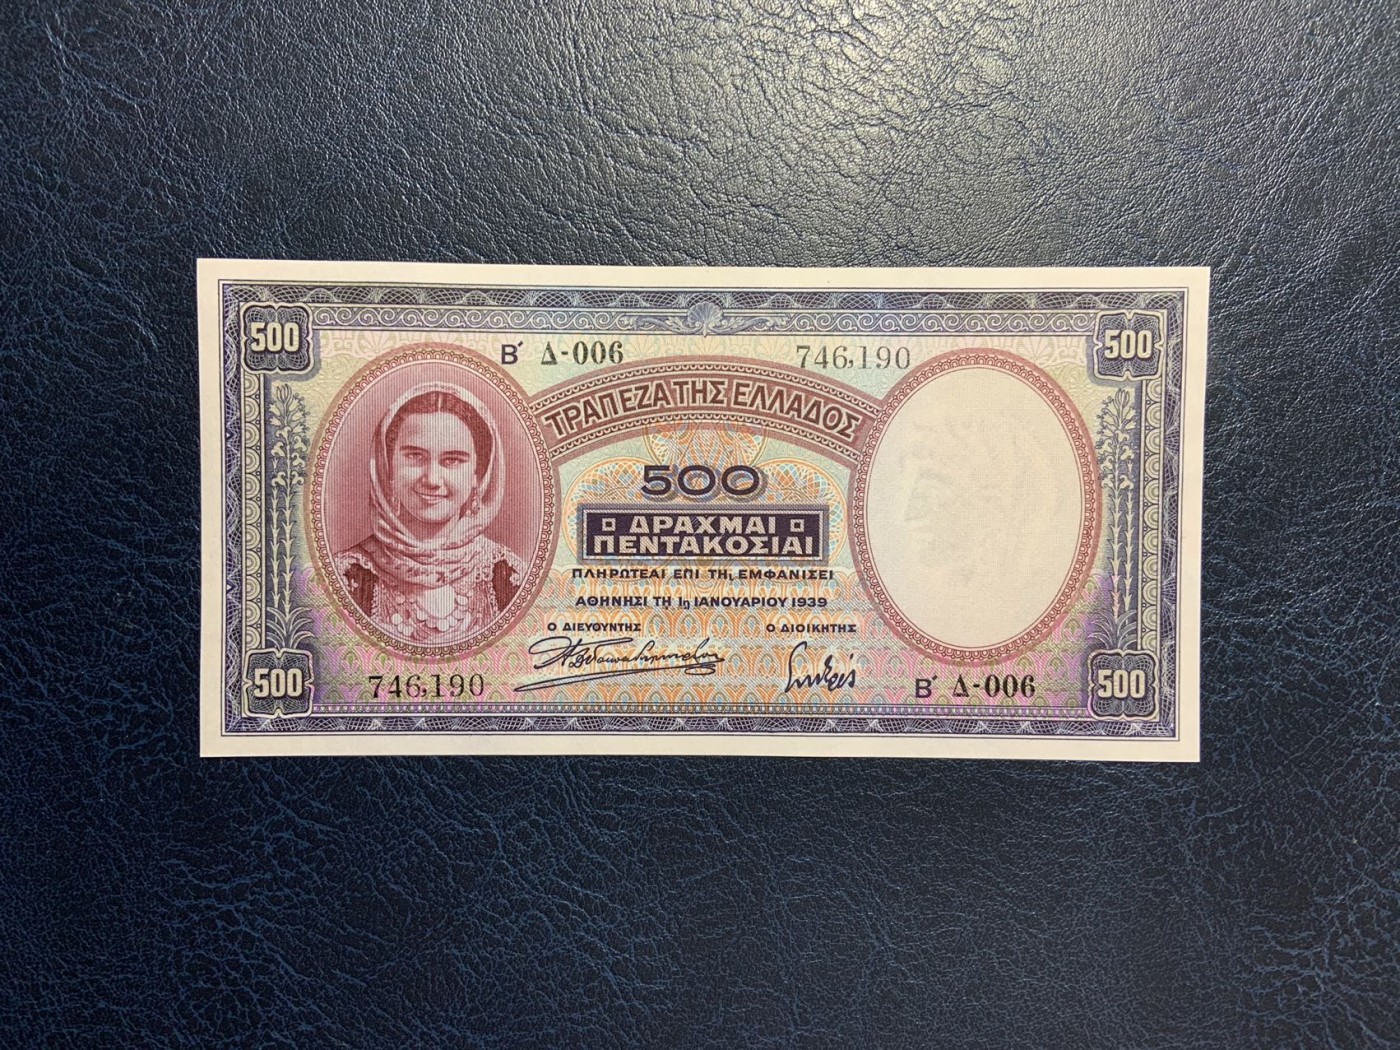 500
500
Β΄ Δ-006
746,190
ΤΡΑΠΕΖΑ ΤΗΣ ΕΛΛΑΔΟΣ
500
ΔΡΑΧΜΑΙ
ΠΕΝΤΑΚΟΣΙΑΙ
ΠΛΗΡΩΤΕΑΙ ΕΠΙ ΤΗι ΕΜΦΑΝΙΣΕΙ
ΑΘΗΝΗΣΙ ΤΗ 1η ΙΑΝΟΥΑΡΙΟΥ 1939
Ο ΔΙΕΥΘΥΝΤΗΣ
Ο ΔΙΟΙΚΗΤΗΣ
746,190
Β΄ Δ-006
500
500